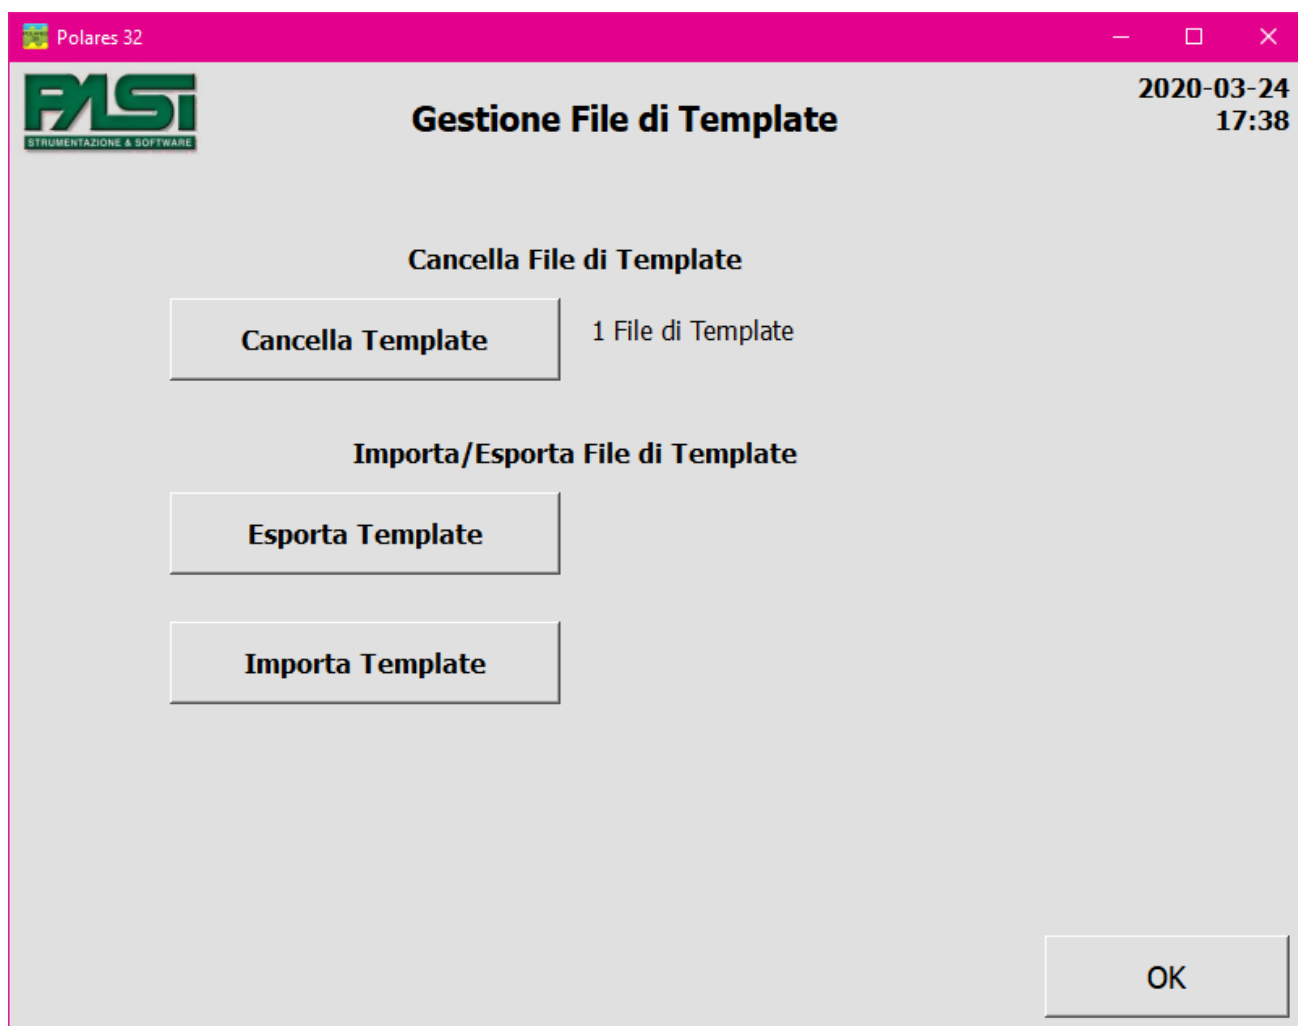 Polares 32
PASI
STRUMENTAZIONE & SOFTWARE
Gestione File di Template
2020-03-24
17:38
Cancella File di Template
Cancella Template
1 File di Template
Importa/Esporta File di Template
Esporta Template
Importa Template
OK